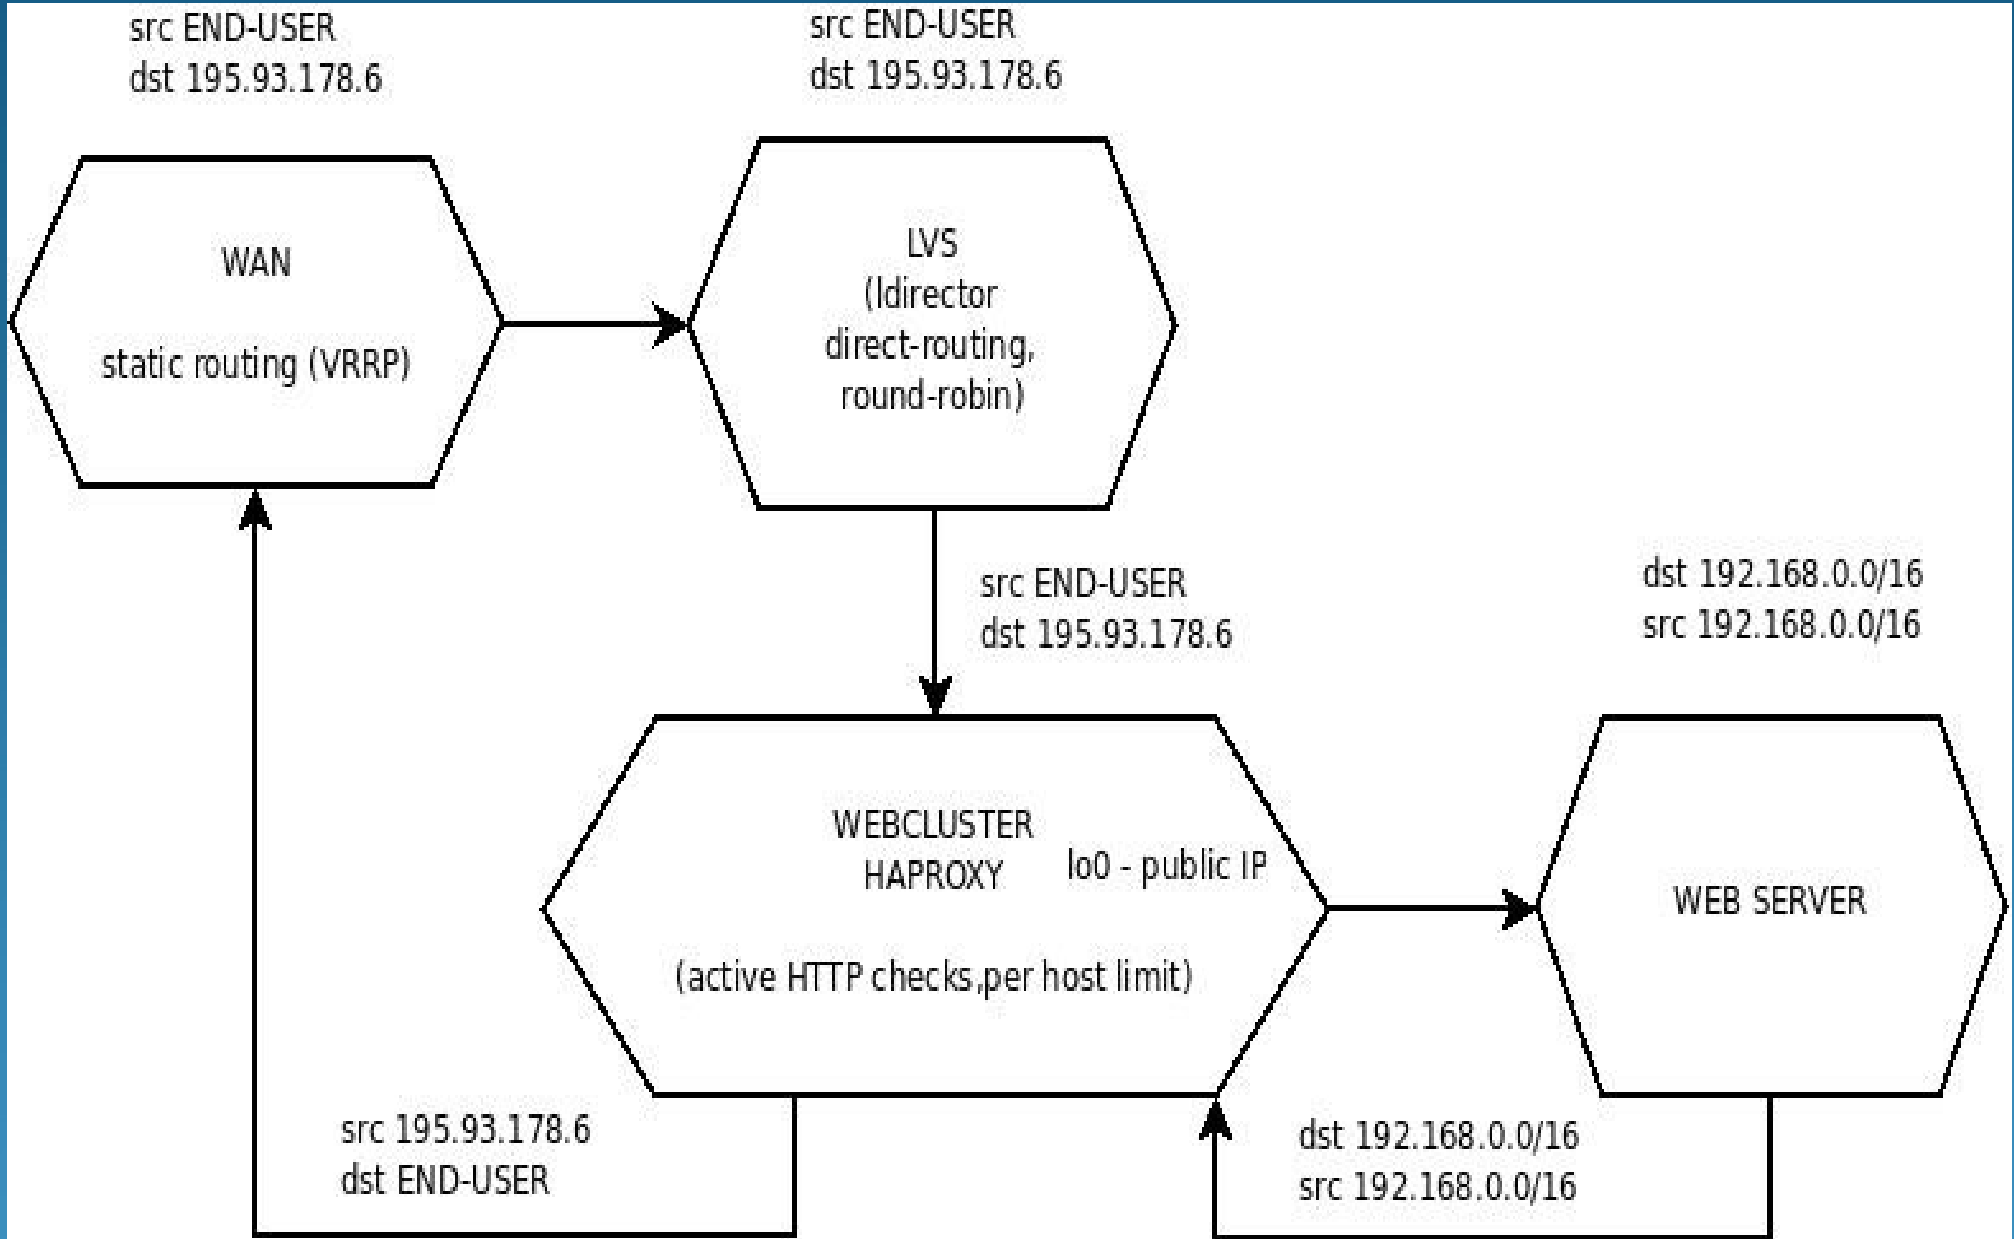 src END-USER
dst 195.93.178.6
src END-USER
dst 195.93.178.6
WAN
static routing (VRRP)
LVS
(ldirector
direct-routing,
round-robin)
src END-USER
dst 195.93.178.6
dst 192.168.0.0/16
src 192.168.0.0/16
WEBCLUSTER
HAPROXY
lo0 - public IP
(active HTTP checks,per host limit)
WEB SERVER
src 195.93.178.6
dst END-USER
dst 192.168.0.0/16
src 192.168.0.0/16